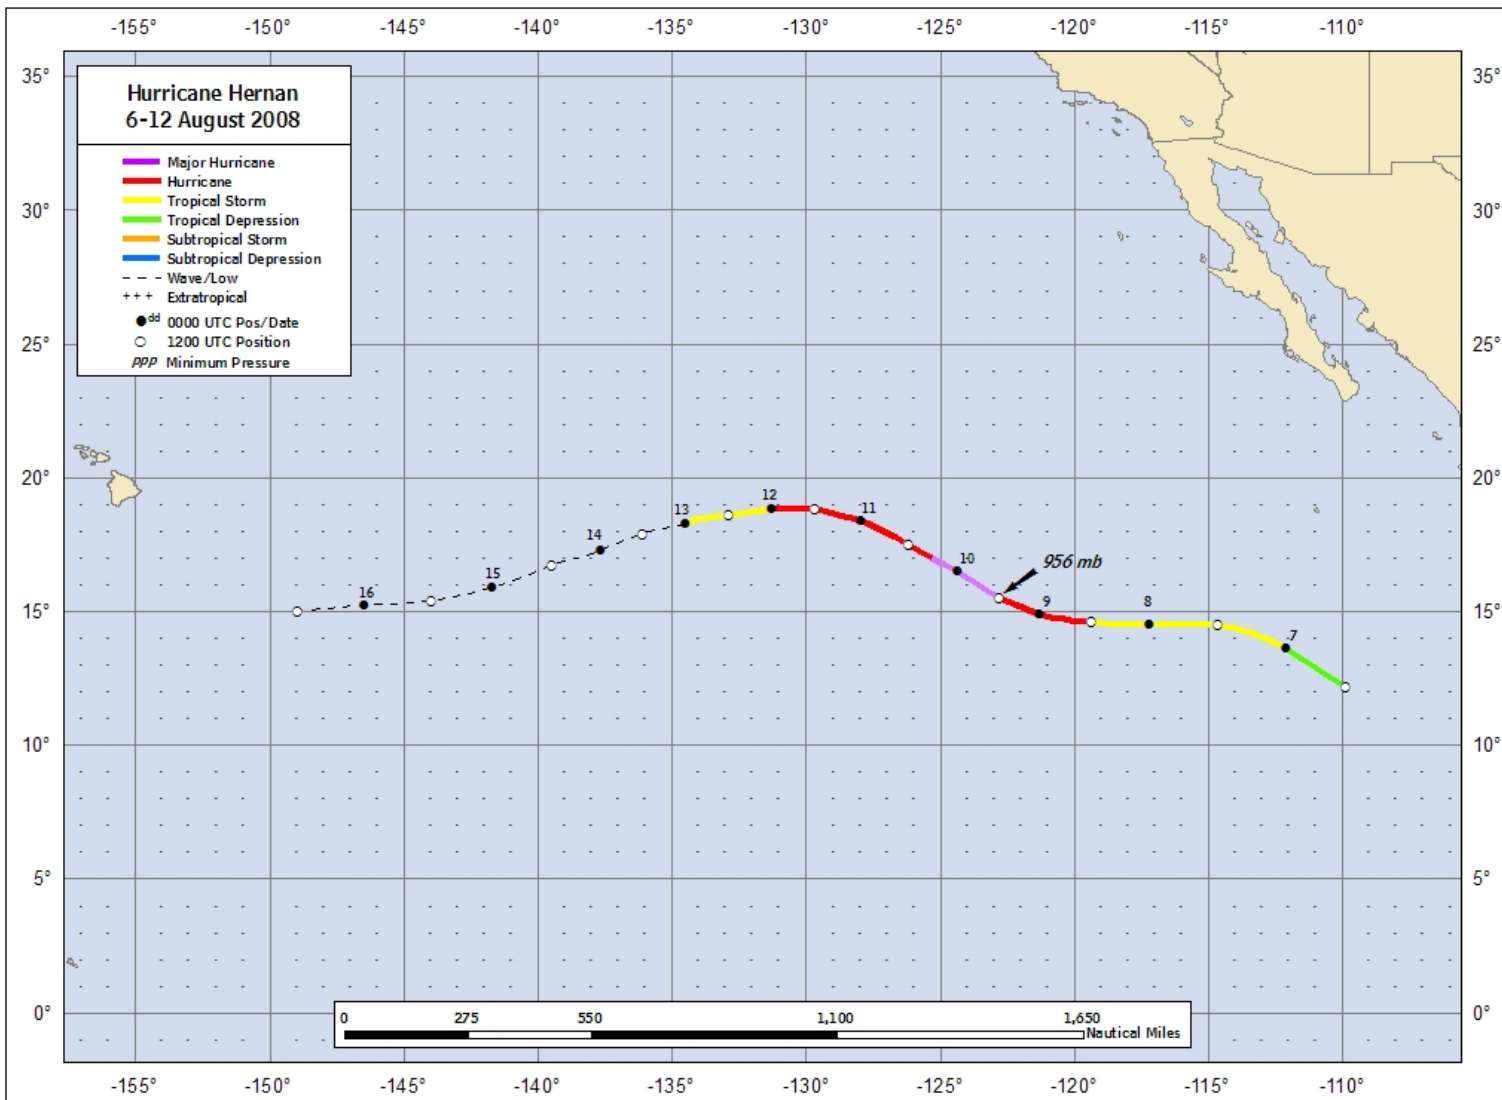 -155° -150° -145° -140° -135° -130° -125° -120° -115° -110°
35° 35°
Hurricane Hernan
6-12 August 2008
Major Hurricane
Hurricane
Tropical Storm
Tropical Depression
Subtropical Storm
Subtropical Depression
--- Wave/Low
+++ Extratropical
●dd 0000 UTC Pos/Date
○ 1200 UTC Position
ppp Minimum Pressure
30° 30°
25° 25°
20° 20°
13 12 11
14 10 956 mb
15 9 8
16 7
15° 15°
10° 10°
5° 5°
0° 0°
0 275 550 1,100 1,650
Nautical Miles
-155° -150° -145° -140° -135° -130° -125° -120° -115° -110°